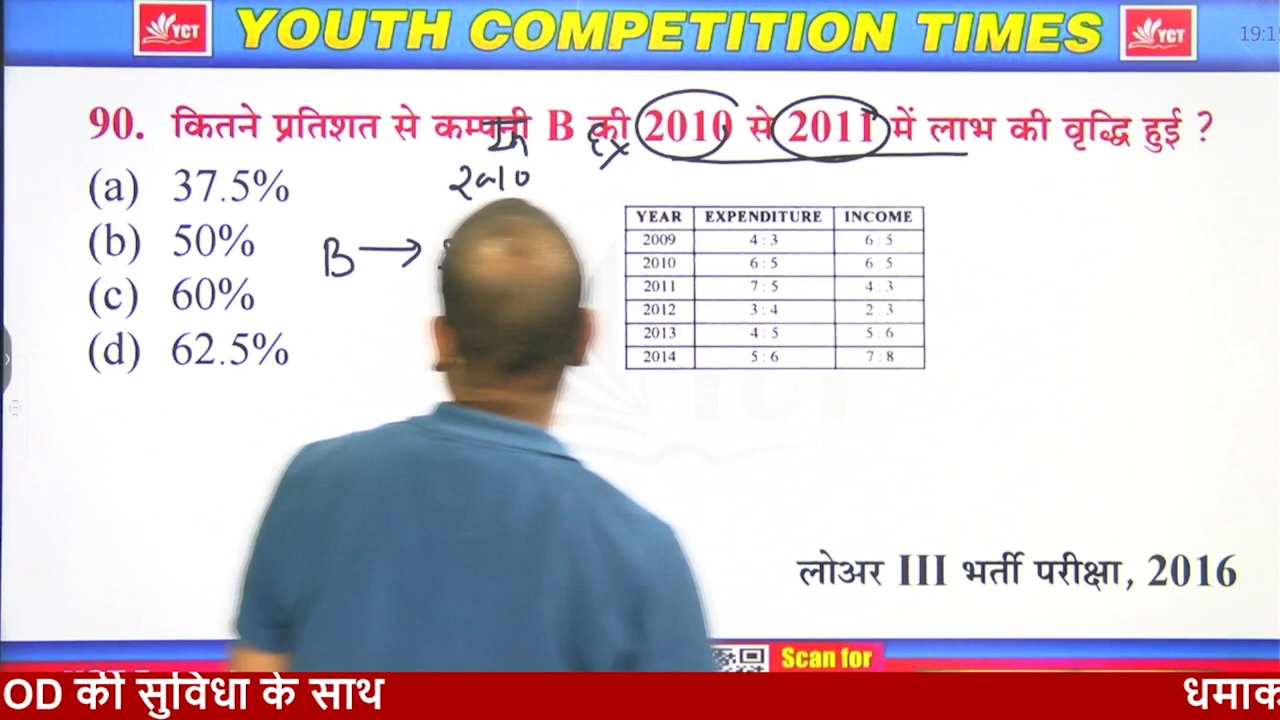 YCT YOUTH COMPETITION TIMES YCT
90. कितने प्रतिशत से कम्पनी B की 2010 से 2011 में लाभ की वृद्धि हुई ?
(a) 37.5%
(b) 50%
(c) 60%
(d) 62.5%
2010
B →
YEAR EXPENDITURE INCOME
2009 4 : 3 6 : 5
2010 6 : 5 6 5
2011 7 : 5 4 : 3
2012 3 : 4 2 3
2013 4 : 5 5 6
2014 5 : 6 7 : 8
लोअर III भर्ती परीक्षा, 2016
Scan for
OD की सुविधा के साथ